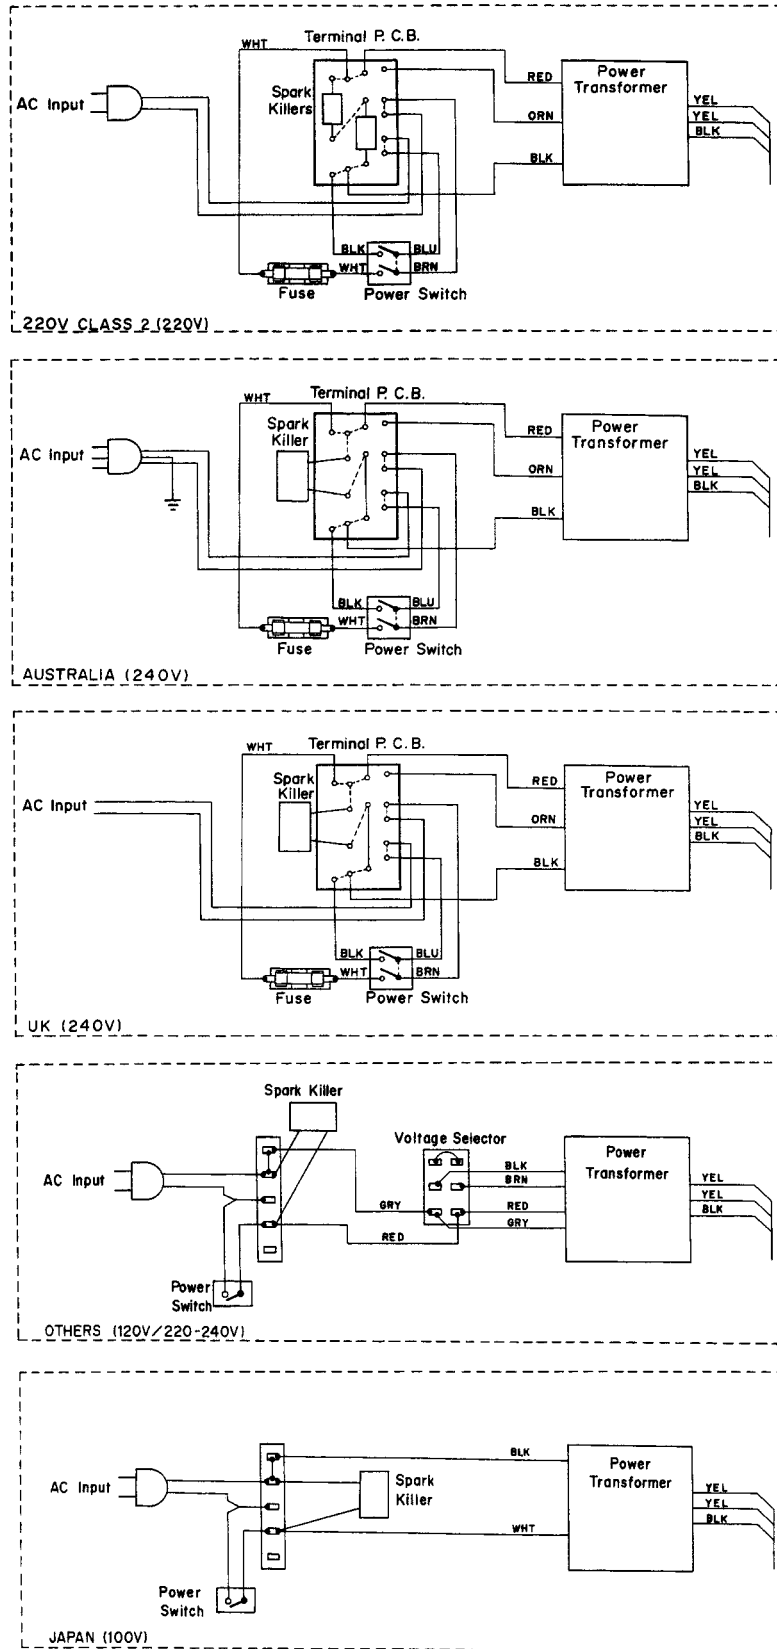 Terminal P. C. B.
WHT
AC Input
Spark
Killers
RED
ORN
BLK
Power
Transformer
YEL
YEL
BLK
BLK
BLU
WHT
BRN
Fuse
Power Switch
220V CLASS 2 (220V)
Terminal P. C. B.
WHT
AC Input
Spark
Killer
RED
ORN
BLK
Power
Transformer
YEL
YEL
BLK
BLK
BLU
WHT
BRN
Fuse
Power Switch
AUSTRALIA (240V)
Terminal P. C. B.
WHT
AC Input
Spark
Killer
RED
ORN
BLK
Power
Transformer
YEL
YEL
BLK
BLK
BLU
WHT
BRN
Fuse
Power Switch
UK (240V)
Spark Killer
AC Input
Voltage Selector
BLK
BRN
GRY
RED
GRY
RED
Power
Transformer
YEL
YEL
BLK
Power
Switch
OTHERS (120V/220-240V)
AC Input
Spark
Killer
BLK
WHT
Power
Transformer
YEL
YEL
BLK
Power
Switch
JAPAN (100V)